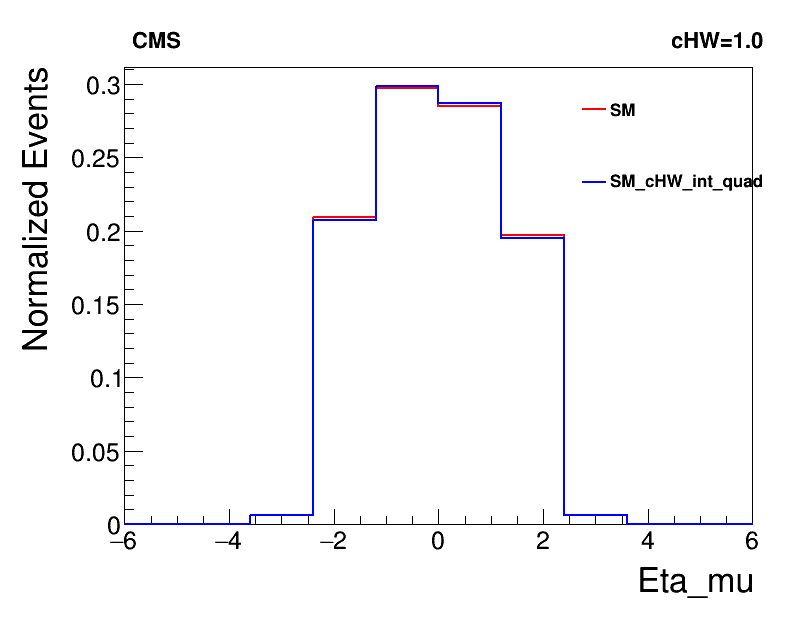 CMS
cHW=1.0
Normalized Events
0.3
0.25
0.2
0.15
0.1
0.05
0
SM
SM_cHW_int_quad
−6 −4 −2 0 2 4 6
Eta_mu